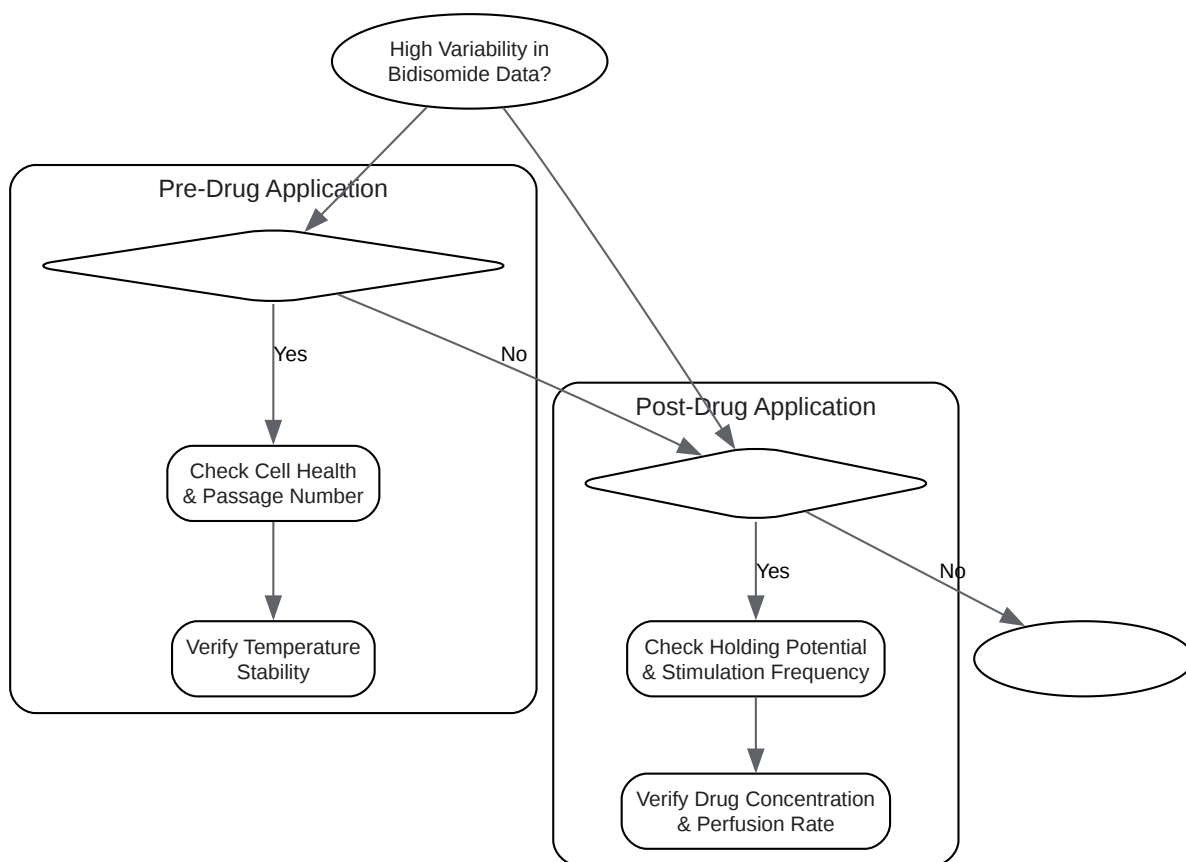 High Variability in
Bidisomide Data?
Pre-Drug Application
Yes
No
Check Cell Health
& Passage Number
Verify Temperature
Stability
Post-Drug Application
Yes
No
Check Holding Potential
& Stimulation Frequency
Verify Drug Concentration
& Perfusion Rate